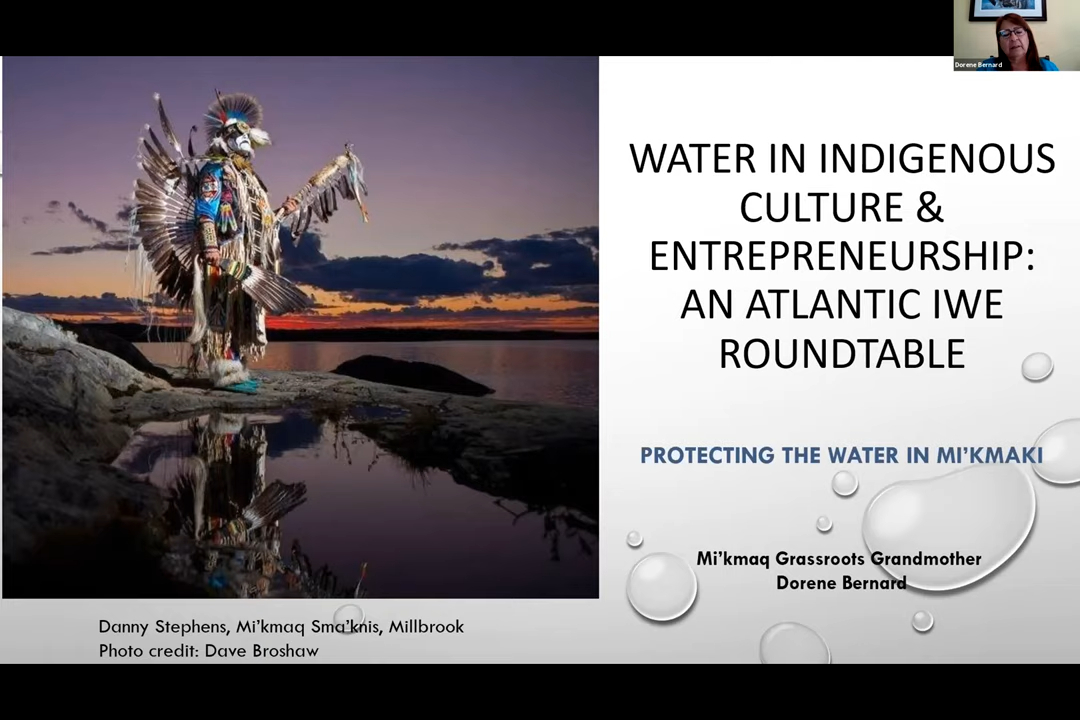 Dorene Bernard
WATER IN INDIGENOUS
CULTURE &
ENTREPRENEURSHIP:
AN ATLANTIC IWE
ROUNDTABLE
PROTECTING THE WATER IN MI'KMAKI
Mi'kmaq Grassroots Grandmother
Dorene Bernard
Danny Stephens, Mi'kmaq Sma'knis, Millbrook
Photo credit: Dave Broshaw